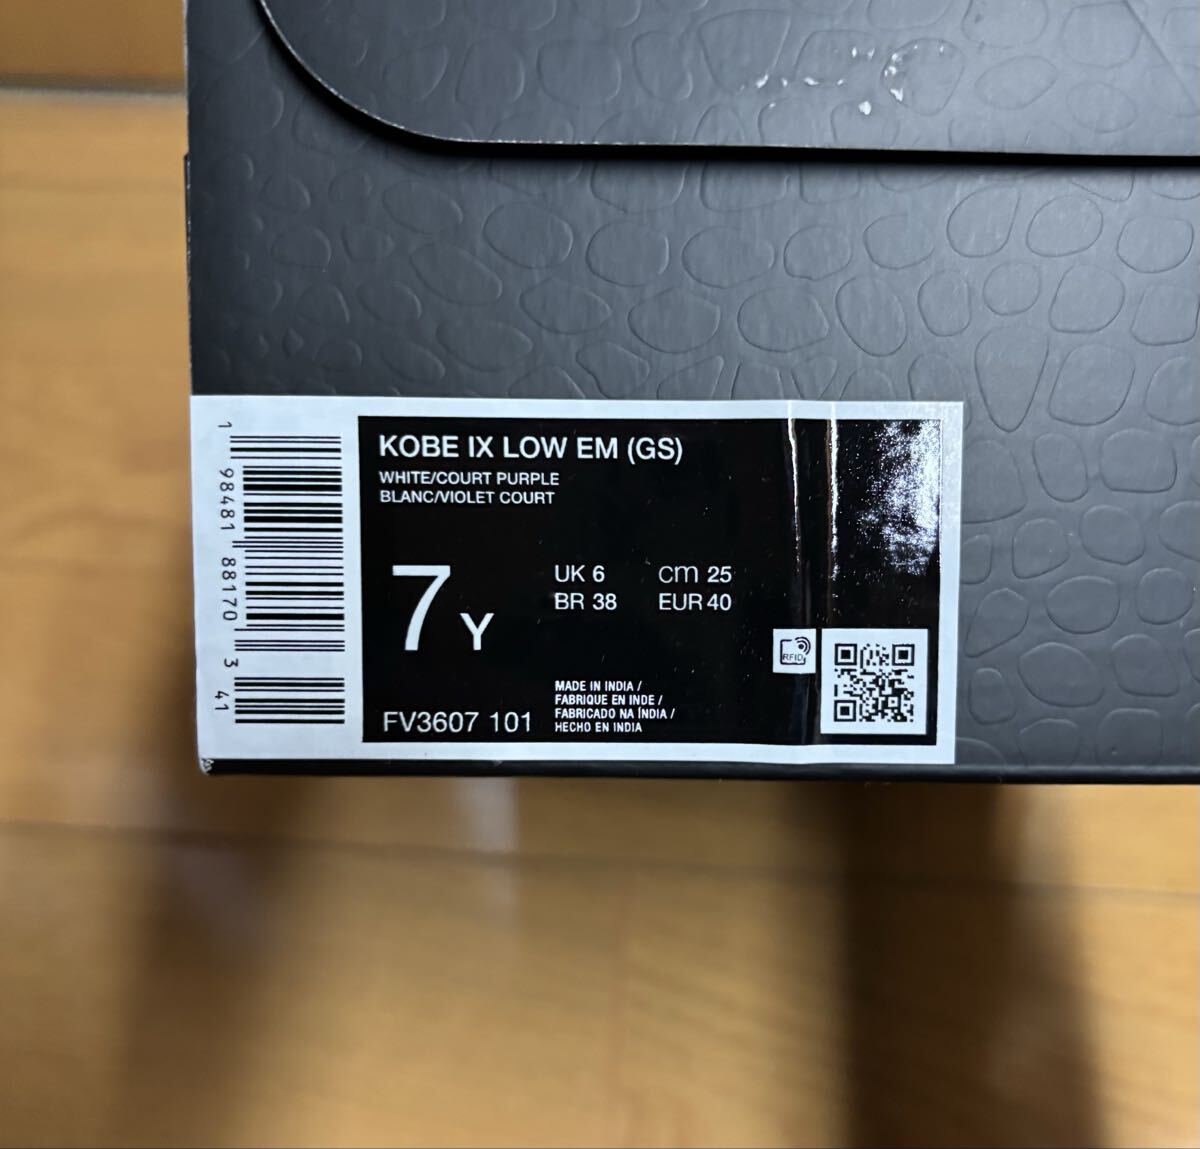 1 98481 88170 3 41
KOBE IX LOW EM (GS)
WHITE/COURT PURPLE
BLANC/VIOLET COURT
7Y
UK 6 cm 25
BR 38 EUR 40
RFID
FV3607 101
MADE IN INDIA /
FABRIQUE EN INDE /
FABRICADO NA ÍNDIA /
HECHO EN INDIA